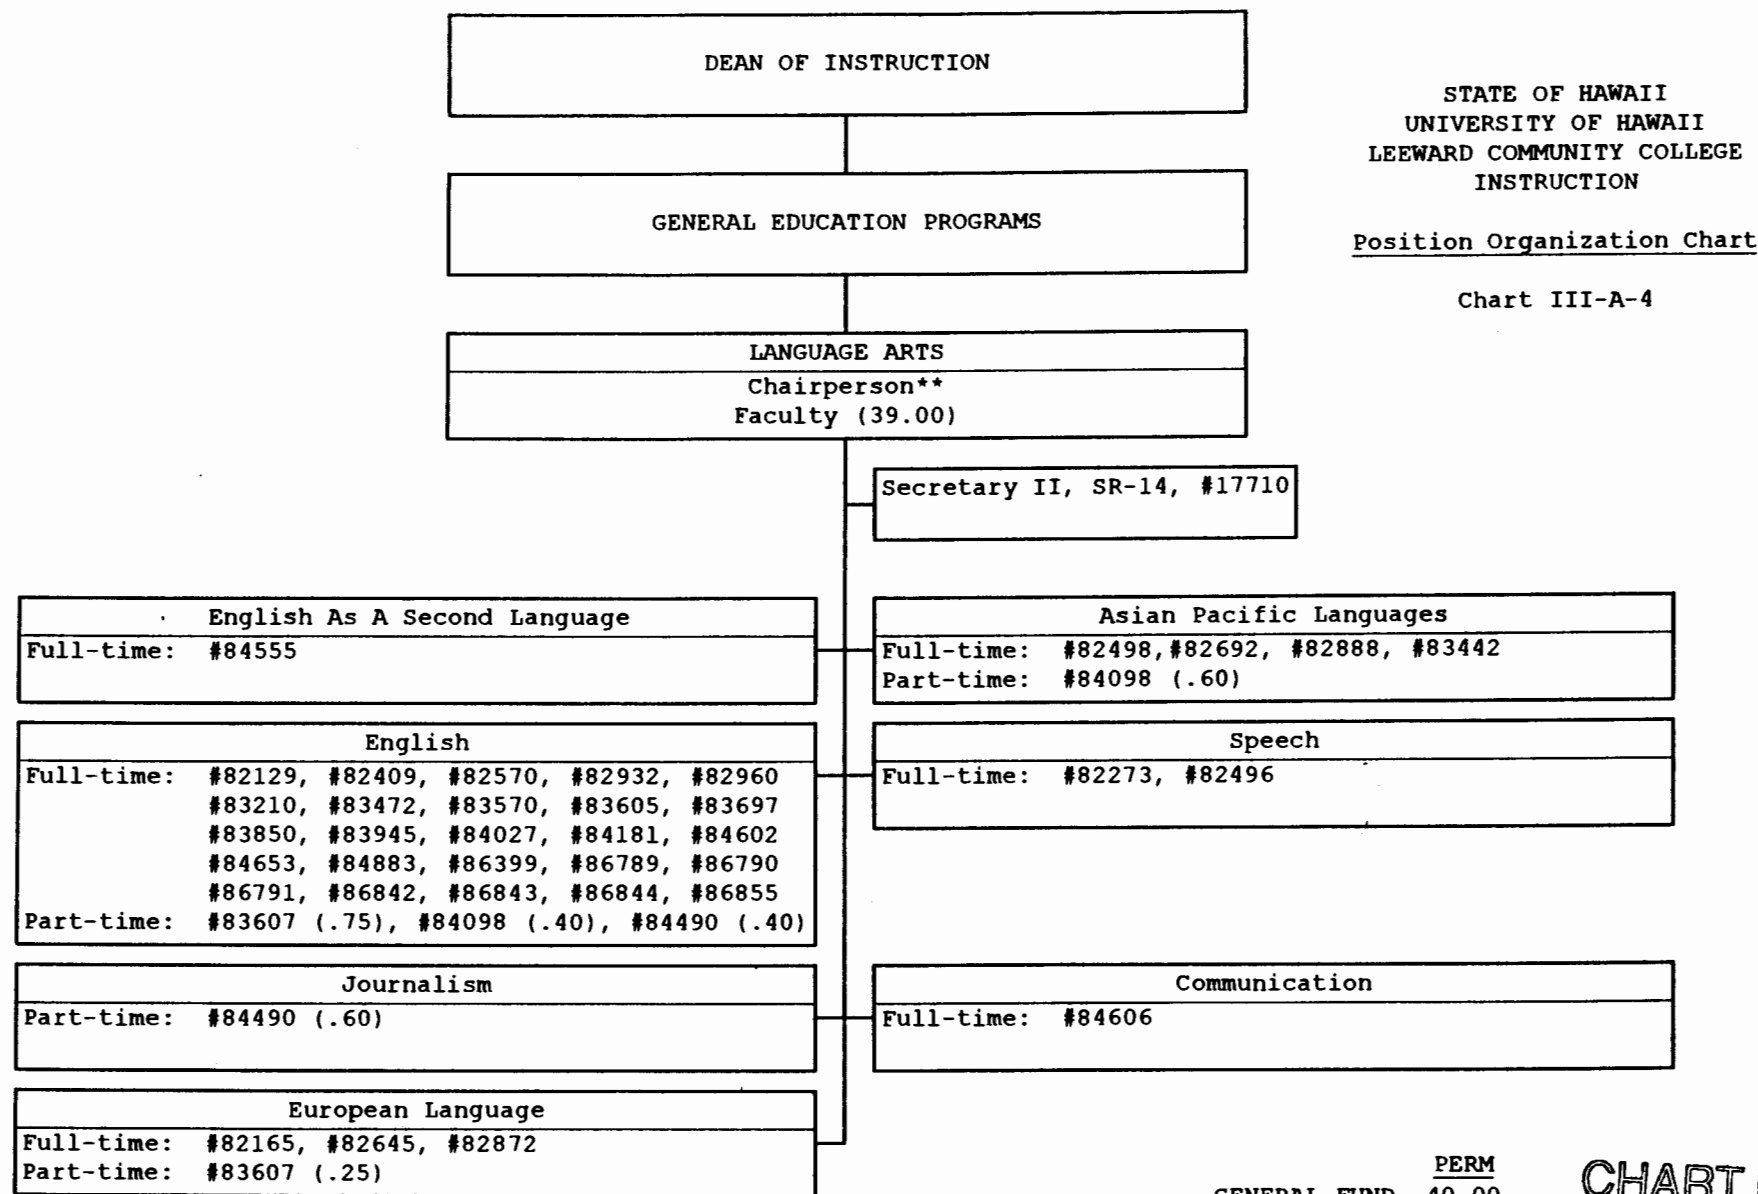 DEAN OF INSTRUCTION
STATE OF HAWAII
UNIVERSITY OF HAWAII
LEEWARD COMMUNITY COLLEGE
INSTRUCTION
Position Organization Chart
Chart III-A-4
GENERAL EDUCATION PROGRAMS
LANGUAGE ARTS
Chairperson**
Faculty (39.00)
Secretary II, SR-14, #17710
English As A Second Language
Full-time: #84555
Asian Pacific Languages
Full-time: #82498,#82692, #82888, #83442
Part-time: #84098 (.60)
English
Full-time: #82129, #82409, #82570, #82932, #82960
#83210, #83472, #83570, #83605, #83697
#83850, #83945, #84027, #84181, #84602
#84653, #84883, #86399, #86789, #86790
#86791, #86842, #86843, #86844, #86855
Part-time: #83607 (.75), #84098 (.40), #84490 (.40)
Speech
Full-time: #82273, #82496
Journalism
Part-time: #84490 (.60)
Communication
Full-time: #84606
European Language
Full-time: #82165, #82645, #82872
Part-time: #83607 (.25)
PERM
GENERAL FUND 40.00
CHART